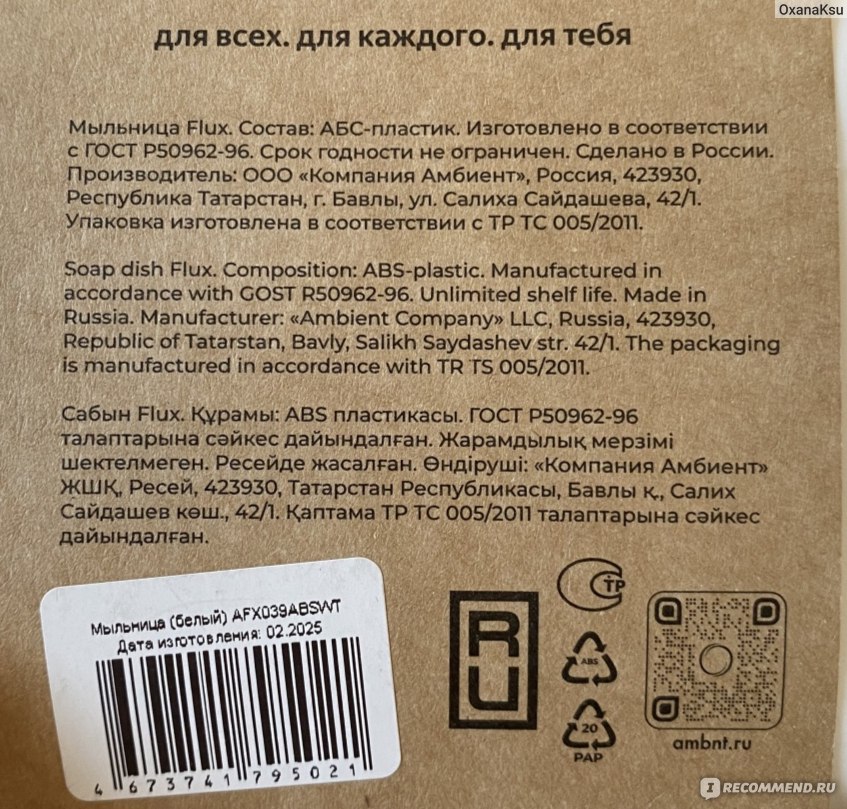 OxanaKsu
для всех. для каждого. для тебя
Мыльница Flux. Состав: АБС-пластик. Изготовлено в соответствии
с ГОСТ Р50962-96. Срок годности не ограничен. Сделано в России.
Производитель: ООО «Компания Амбиент», Россия, 423930,
Республика Татарстан, г. Бавлы, ул. Салиха Сайдашева, 42/1.
Упаковка изготовлена в соответствии с ТР ТС 005/2011.
Soap dish Flux. Composition: ABS-plastic. Manufactured in
accordance with GOST R50962-96. Unlimited shelf life. Made in
Russia. Manufacturer: «Ambient Company» LLC, Russia, 423930,
Republic of Tatarstan, Bavly, Salikh Saydashev str. 42/1. The packaging
is manufactured in accordance with TR TS 005/2011.
Сабын Flux. Құрамы: ABS пластикасы. ГОСТ Р50962-96
талаптарына сәйкес дайындалған. Жарамдылық мерзімі
шектелмеген. Ресейде жасалған. Өндіруші: «Компания Амбиент»
ЖШҚ, Ресей, 423930, Татарстан Республикасы, Бавлы қ., Салих
Сайдашев көш., 42/1. Қаптама ТР ТС 005/2011 талаптарына сәйкес
дайындалған.
Мыльница (белый) AFX039ABSWT
Дата изготовления: 02.2025
4 673741 795021
RU
СТР
ABS
20
PAP
ambnt.ru
IRECOMMEND.RU